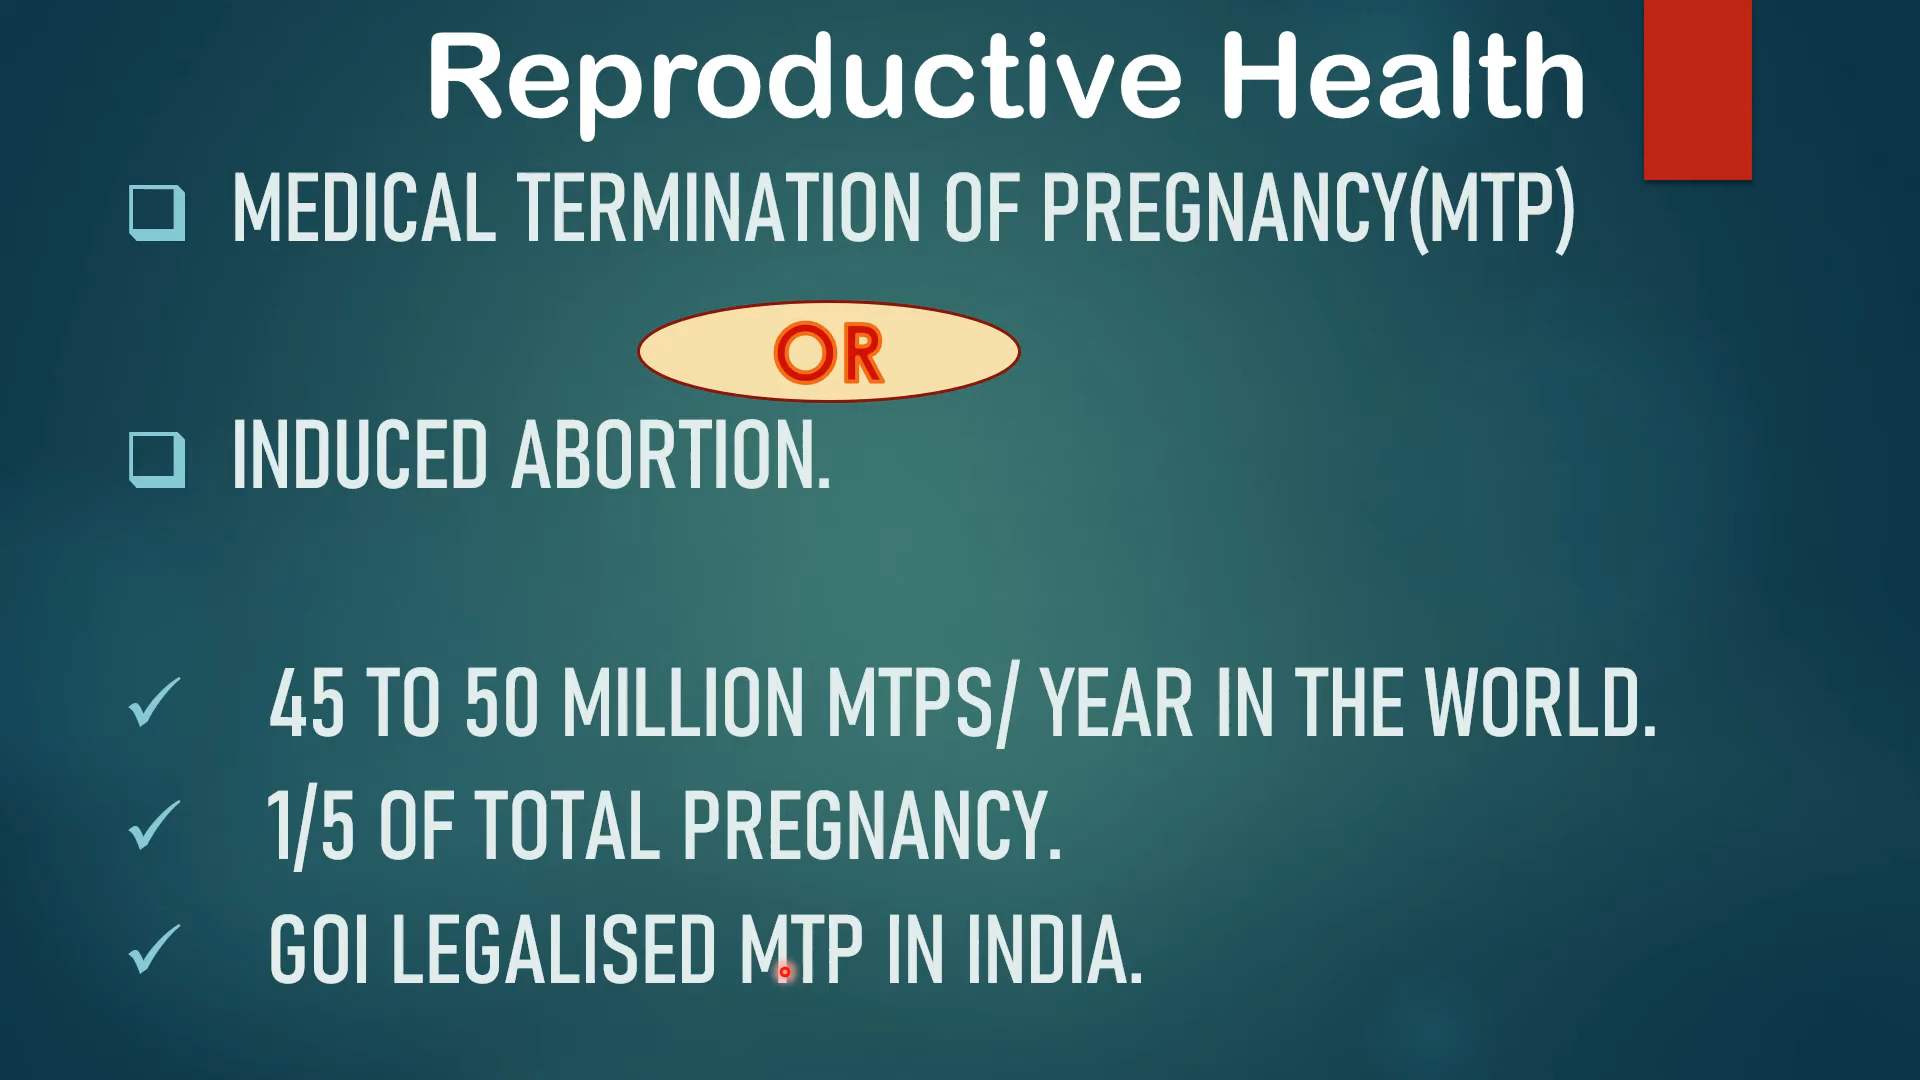 Reproductive Health
MEDICAL TERMINATION OF PREGNANCY(MTP)
OR
INDUCED ABORTION.
45 TO 50 MILLION MTPS/ YEAR IN THE WORLD.
1/5 OF TOTAL PREGNANCY.
GOI LEGALISED MTP IN INDIA.